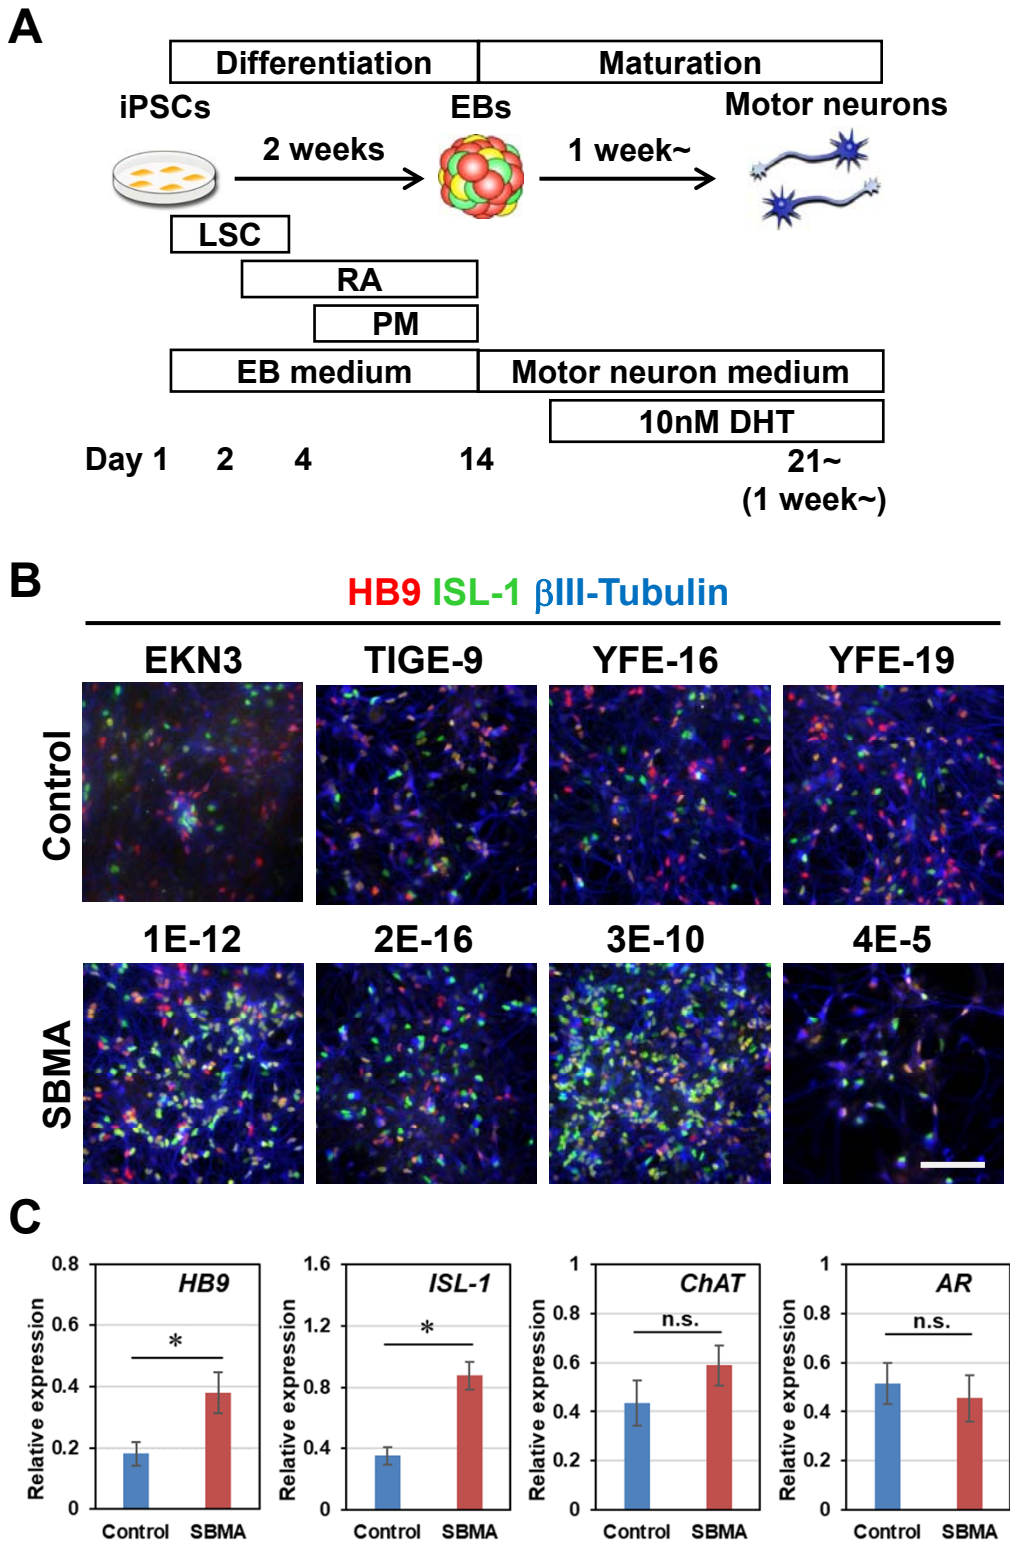 A
Differentiation Maturation
iPSCs EBs Motor neurons
2 weeks 1 week~
LSC
RA
PM
EB medium Motor neuron medium
10nM DHT
Day 1 2 4 14 21~
(1 week~)
B
HB9 ISL-1 βIII-Tubulin
EKN3 TIGE-9 YFE-16 YFE-19
Control
1E-12 2E-16 3E-10 4E-5
SBMA
C
Relative expression
0.8
0.6
0.4
0.2
0
HB9
*
Control SBMA
Relative expression
1.6
1.2
0.8
0.4
0
ISL-1
*
Control SBMA
Relative expression
1
0.8
0.6
0.4
0.2
0
ChAT
n.s.
Control SBMA
Relative expression
1
0.8
0.6
0.4
0.2
0
AR
n.s.
Control SBMA